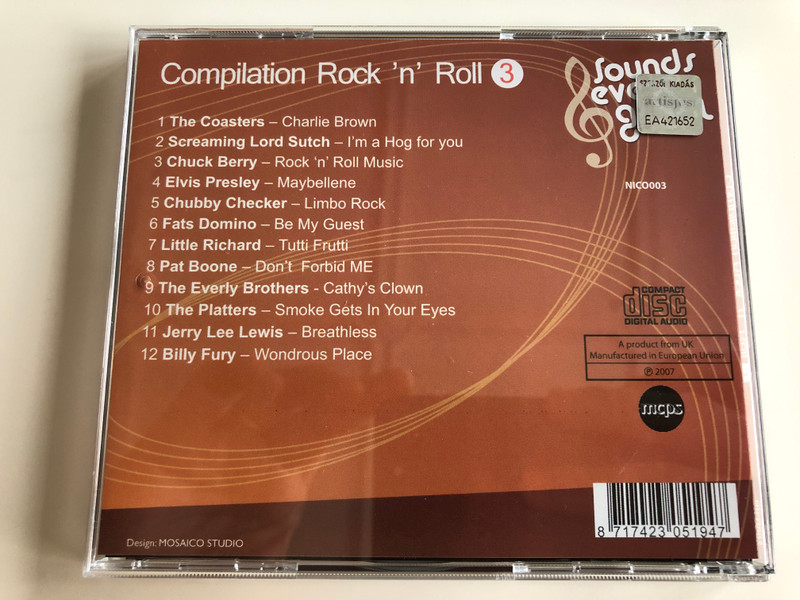 Compilation Rock 'n' Roll 3
1 The Coasters – Charlie Brown
2 Screaming Lord Sutch – I'm a Hog for you
3 Chuck Berry – Rock 'n' Roll Music
4 Elvis Presley – Maybellene
5 Chubby Checker – Limbo Rock
6 Fats Domino – Be My Guest
7 Little Richard – Tutti Frutti
8 Pat Boone – Don't Forbid ME
9 The Everly Brothers - Cathy's Clown
10 The Platters – Smoke Gets In Your Eyes
11 Jerry Lee Lewis – Breathless
12 Billy Fury – Wondrous Place
sounds
KIADÁS
artisjus
EA421652
NICO003
COMPACT
disc
DIGITAL AUDIO
A product from UK
Manufactured in European Union
℗ 2007
mcps
8 717423 051947
Design: MOSAICO STUDIO